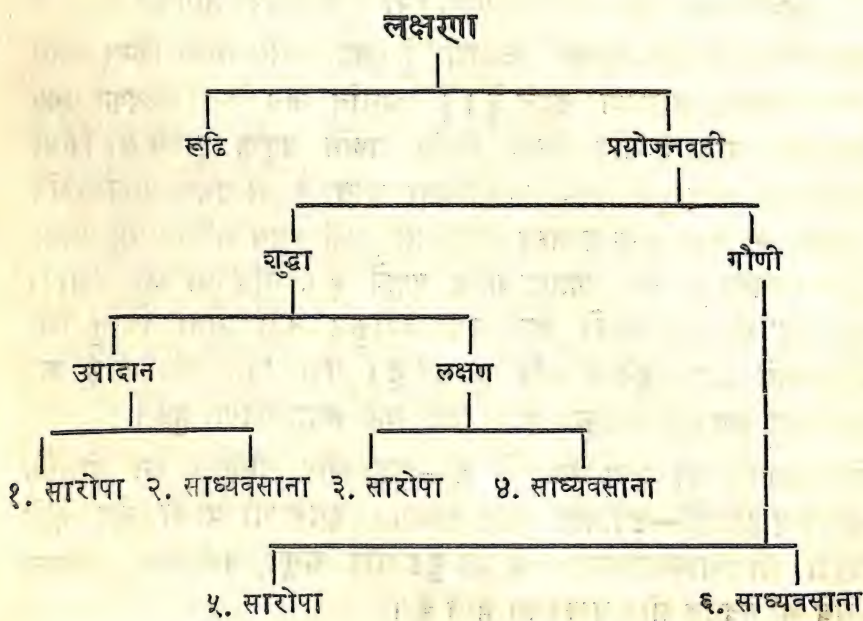 लक्षणा
रूढि प्रयोजनवती
शुद्धा गौणी
उपादान लक्षण
१. सारोपा २. साध्यवसाना ३. सारोपा ४. साध्यवसाना
५. सारोपा ६. साध्यवसाना